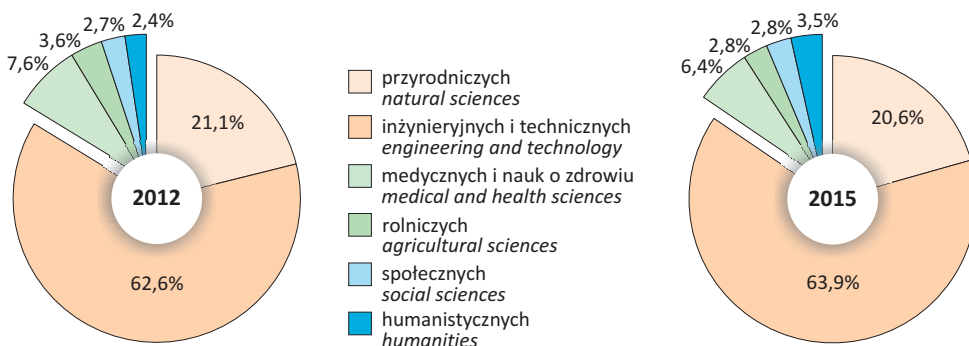 2,4%
2,7%
3,6%
7,6%
21,1%
2012
62,6%
przyrodniczych
natural sciences
inżynieryjnych i technicznych
engineering and technology
medycznych i nauk o zdrowiu
medical and health sciences
rolniczych
agricultural sciences
społecznych
social sciences
humanistycznych
humanities
3,5%
2,8%
2,8%
6,4%
20,6%
2015
63,9%